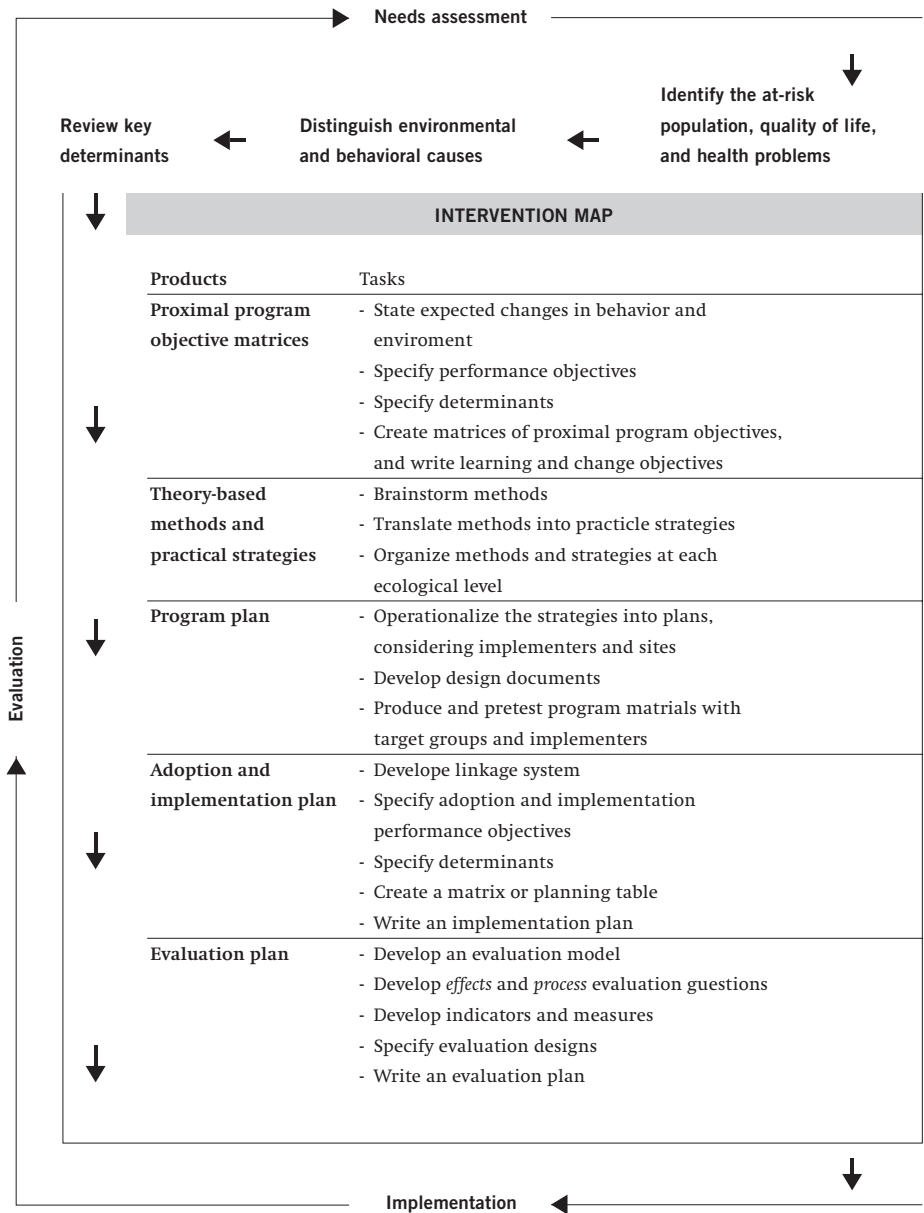 Needs assessment
Identify the at-risk
population, quality of life,
and health problems
Distinguish environmental
and behavioral causes
Review key
determinants
INTERVENTION MAP
Products Tasks
Proximal program
objective matrices
- State expected changes in behavior and
enviroment
- Specify performance objectives
- Specify determinants
- Create matrices of proximal program objectives,
and write learning and change objectives
Theory-based
methods and
practical strategies
- Brainstorm methods
- Translate methods into practicle strategies
- Organize methods and strategies at each
ecological level
Program plan
- Operationalize the strategies into plans,
considering implementers and sites
- Develop design documents
- Produce and pretest program matrials with
target groups and implementers
Adoption and
implementation plan
- Develope linkage system
- Specify adoption and implementation
performance objectives
- Specify determinants
- Create a matrix or planning table
- Write an implementation plan
Evaluation plan
- Develop an evaluation model
- Develop effects and process evaluation guestions
- Develop indicators and measures
- Specify evaluation designs
- Write an evaluation plan
Implementation
Evaluation